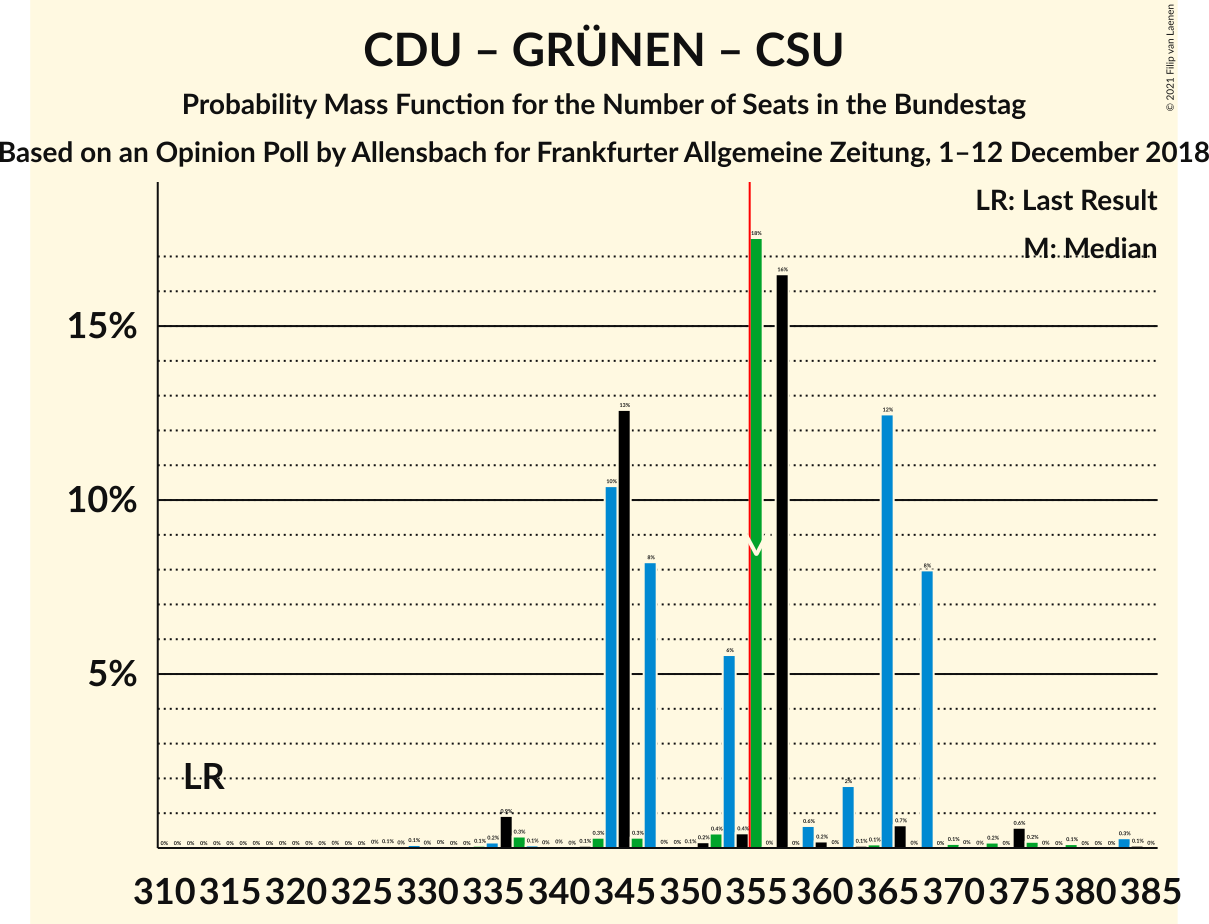 CDU – GRÜNEN – CSU
Probability Mass Function for the Number of Seats in the Bundestag
Based on an Opinion Poll by Allensbach for Frankfurter Allgemeine Zeitung, 1–12 December 2018
© 2021 Filip van Laenen
LR: Last Result
M: Median
18%
16%
15%
13%
12%
10%
10%
8%
8%
6%
5%
M
LR
2%
310 315 320 325 330 335 340 345 350 355 360 365 370 375 380 385